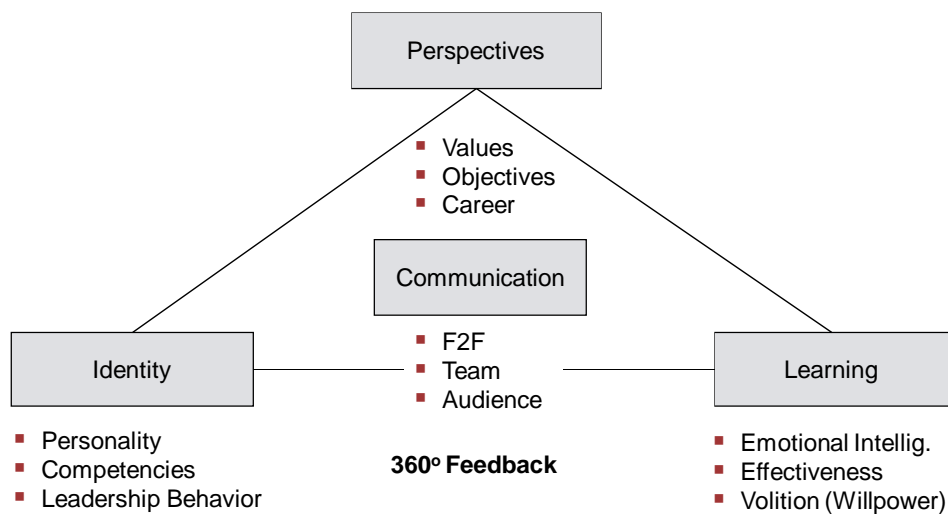 Perspectives
Values
Objectives
Career
Communication
F2F
Team
Audience
Identity
Personality
Competencies
Leadership Behavior
360º Feedback
Learning
Emotional Intellig.
Effectiveness
Volition (Willpower)